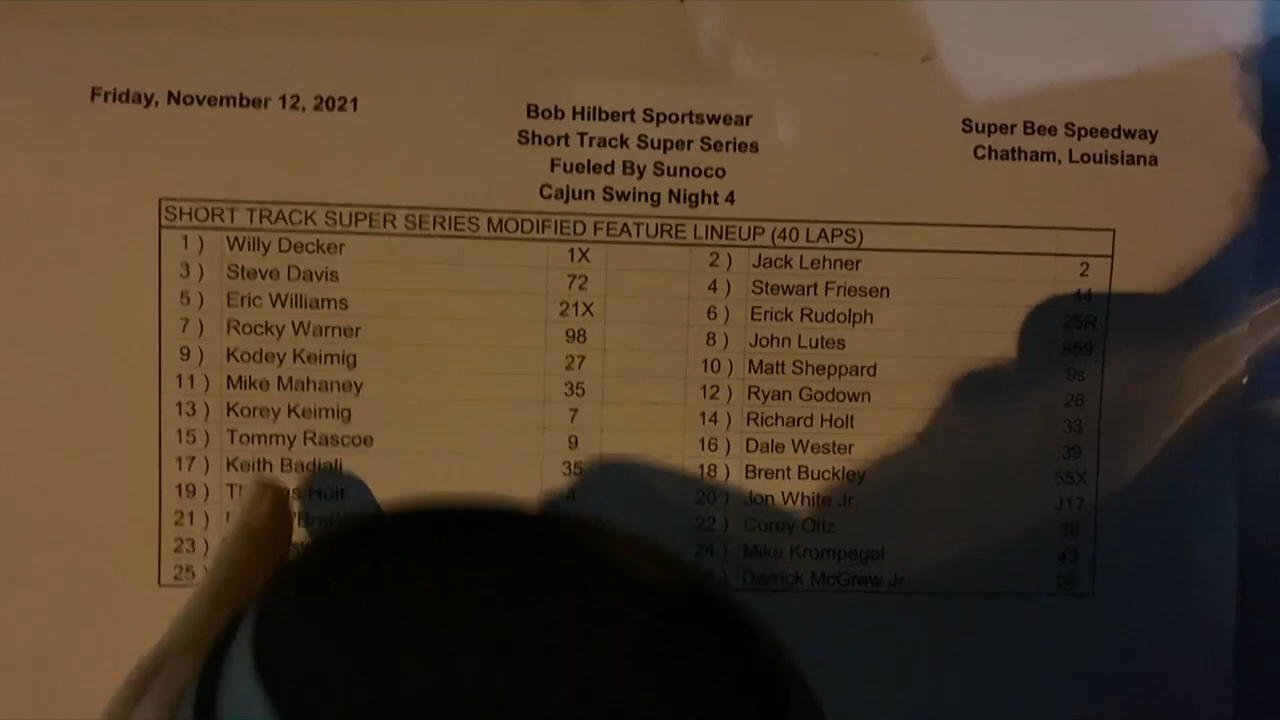 Friday, November 12, 2021
Bob Hilbert Sportswear
Short Track Super Series
Fueled By Sunoco
Cajun Swing Night 4
Super Bee Speedway
Chatham, Louisiana
SHORT TRACK SUPER SERIES MODIFIED FEATURE LINEUP (40 LAPS)
1 ) Willy Decker 1X 2 ) Jack Lehner 2
3 ) Steve Davis 72 4 ) Stewart Friesen 44
5 ) Eric Williams 21X 6 ) Erick Rudolph 25R
7 ) Rocky Warner 98 8 ) John Lutes 859
9 ) Kodey Keimig 27 10 ) Matt Sheppard 9s
11 ) Mike Mahaney 35 12 ) Ryan Godown 26
13 ) Korey Keimig 7 14 ) Richard Holt 33
15 ) Tommy Rascoe 9 16 ) Dale Wester 39
17 ) Keith Badiali 35 18 ) Brent Buckley 55X
19 ) 4 20 ) Jon White Jr. J17
21 ) 22 ) Corey Oltz
23 ) 24 ) Mike Krompegal 43
25 Darrick McGrew Jr